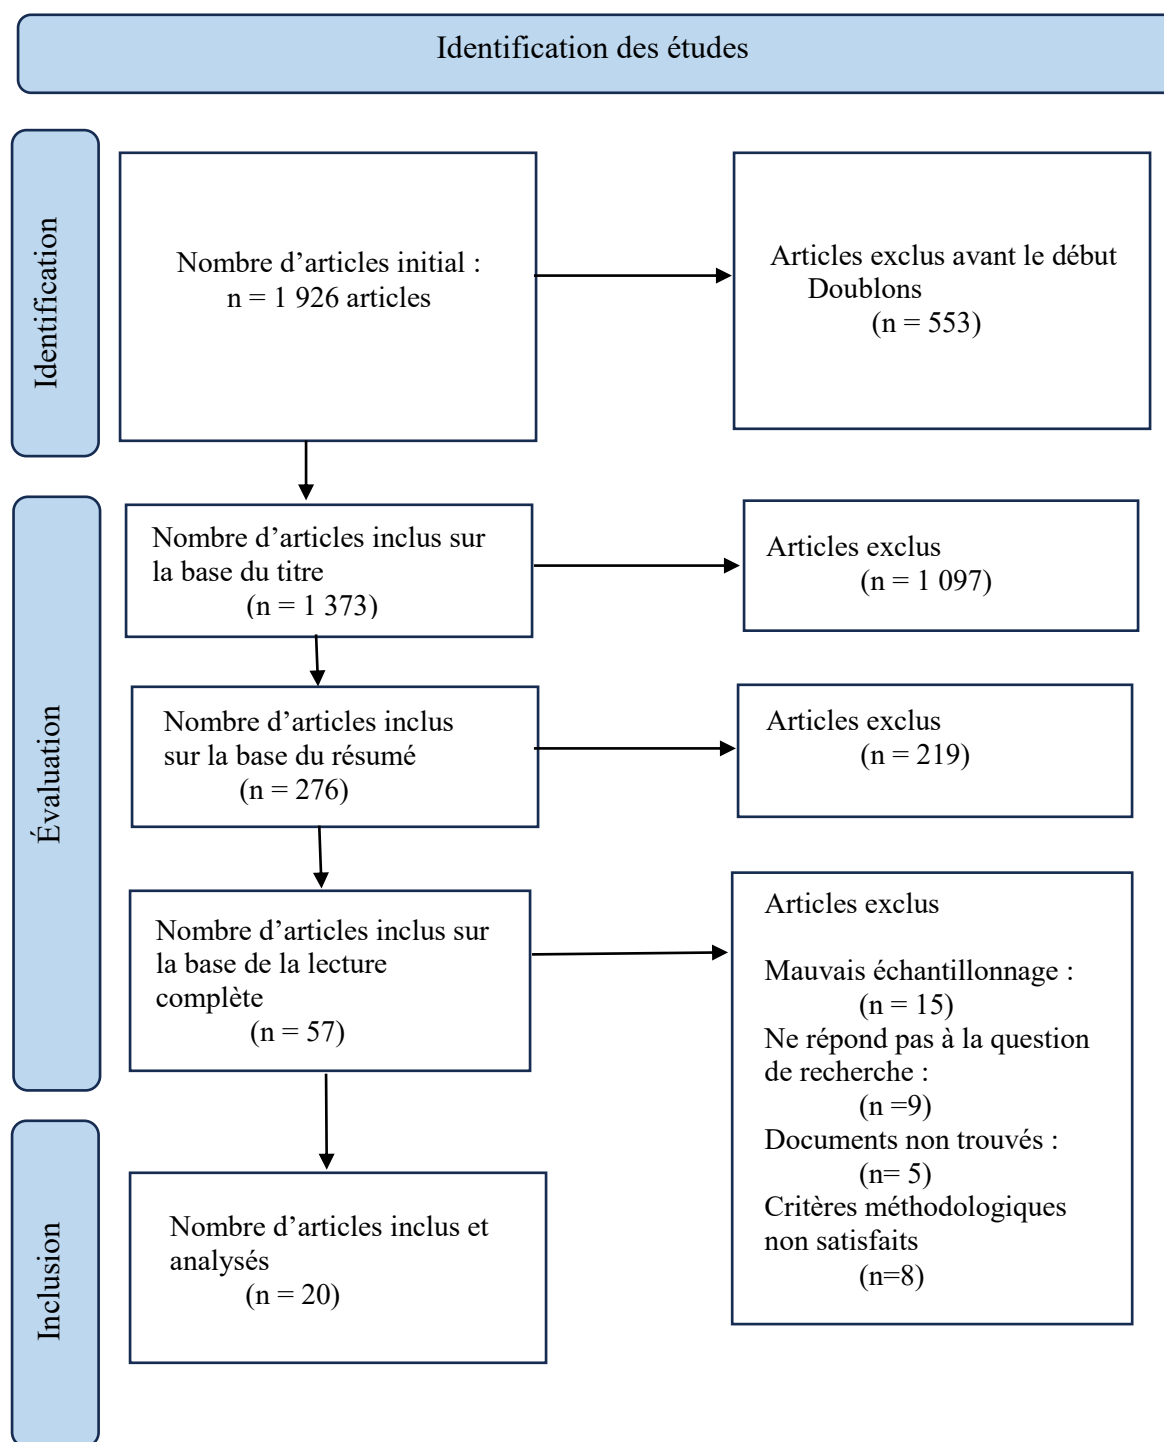 Identification des études
Identification
Nombre d’articles initial :
n = 1 926 articles
Articles exclus avant le début
Doublons
(n = 553)
Évaluation
Nombre d’articles inclus sur
la base du titre
(n = 1 373)
Articles exclus
(n = 1 097)
Nombre d’articles inclus
sur la base du résumé
(n = 276)
Articles exclus
(n = 219)
Nombre d’articles inclus sur
la base de la lecture
complète
(n = 57)
Articles exclus
Mauvais échantillonnage :
(n = 15)
Ne répond pas à la question
de recherche :
(n =9)
Documents non trouvés :
(n= 5)
Critères méthodologiques
non satisfaits
(n=8)
Inclusion
Nombre d’articles inclus et
analysés
(n = 20)